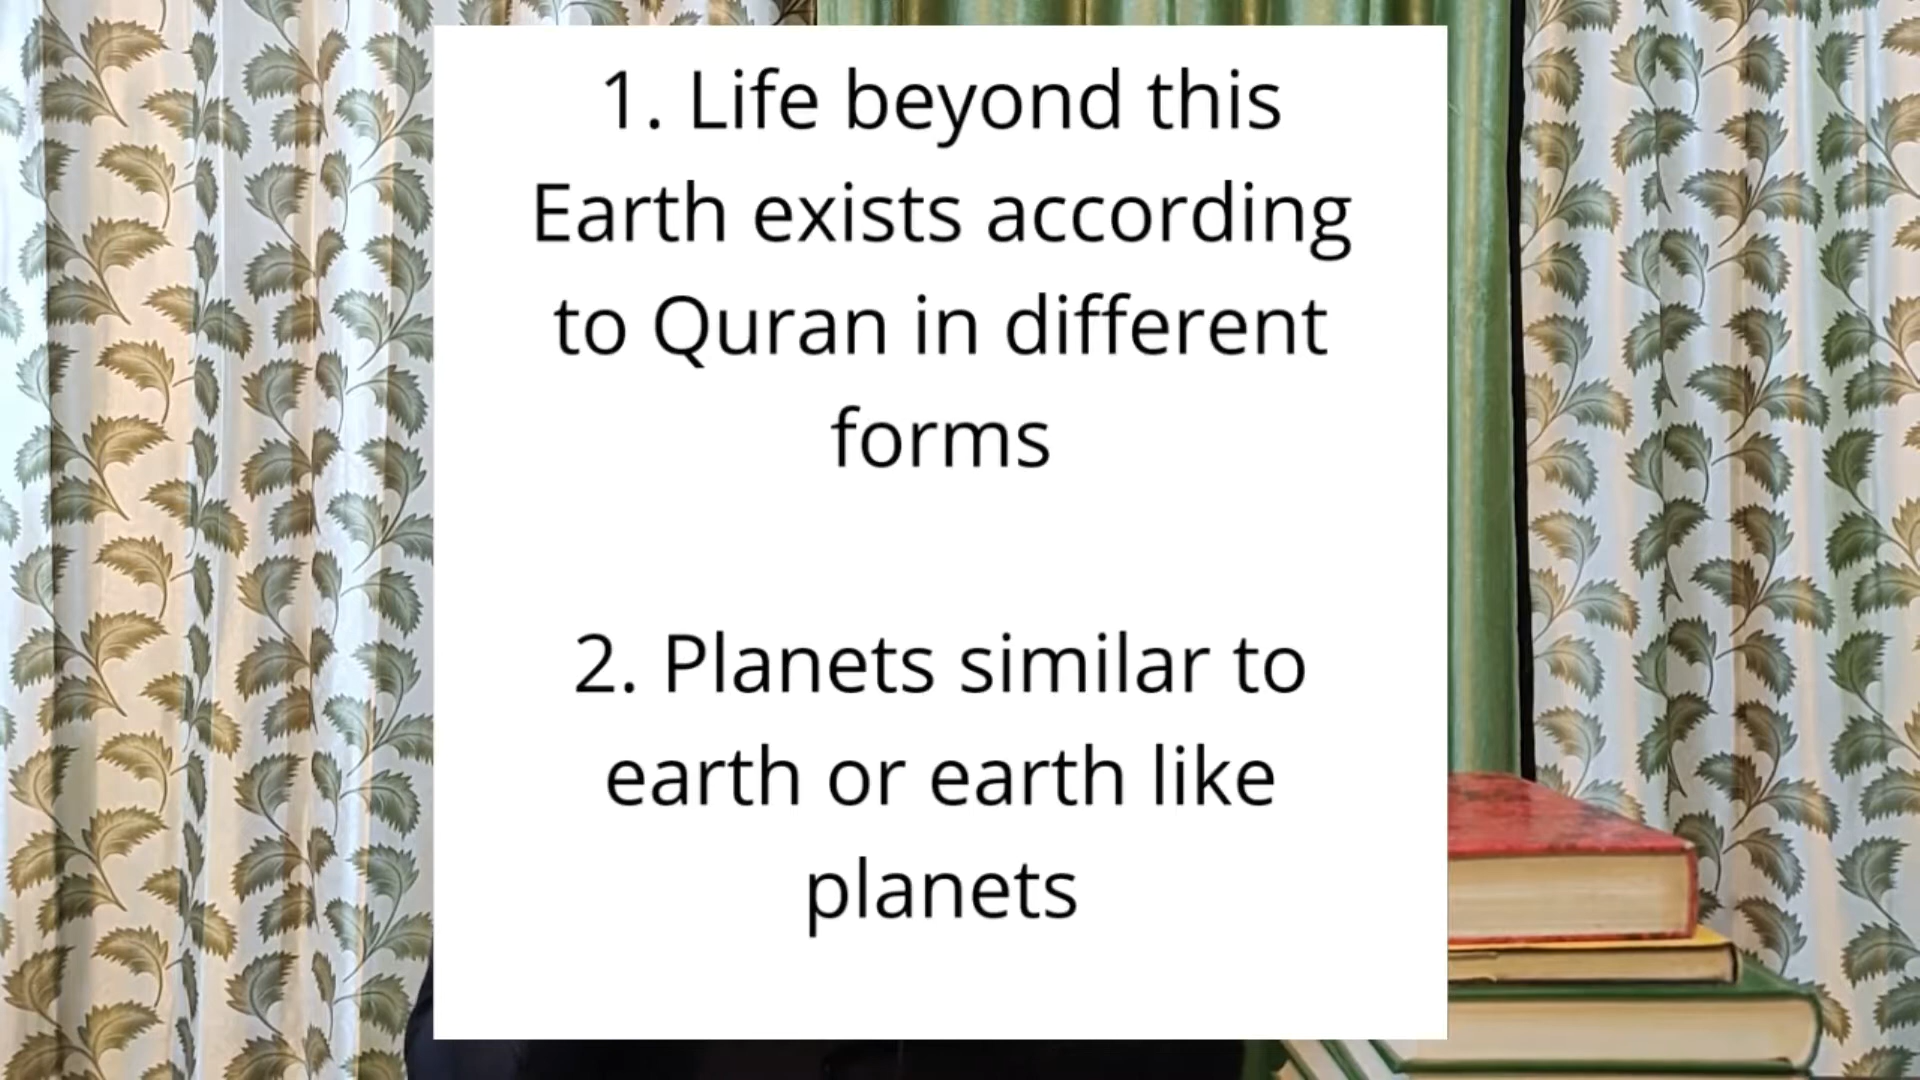 1. Life beyond this
Earth exists according
to Quran in different
forms
2. Planets similar to
earth or earth like
planets